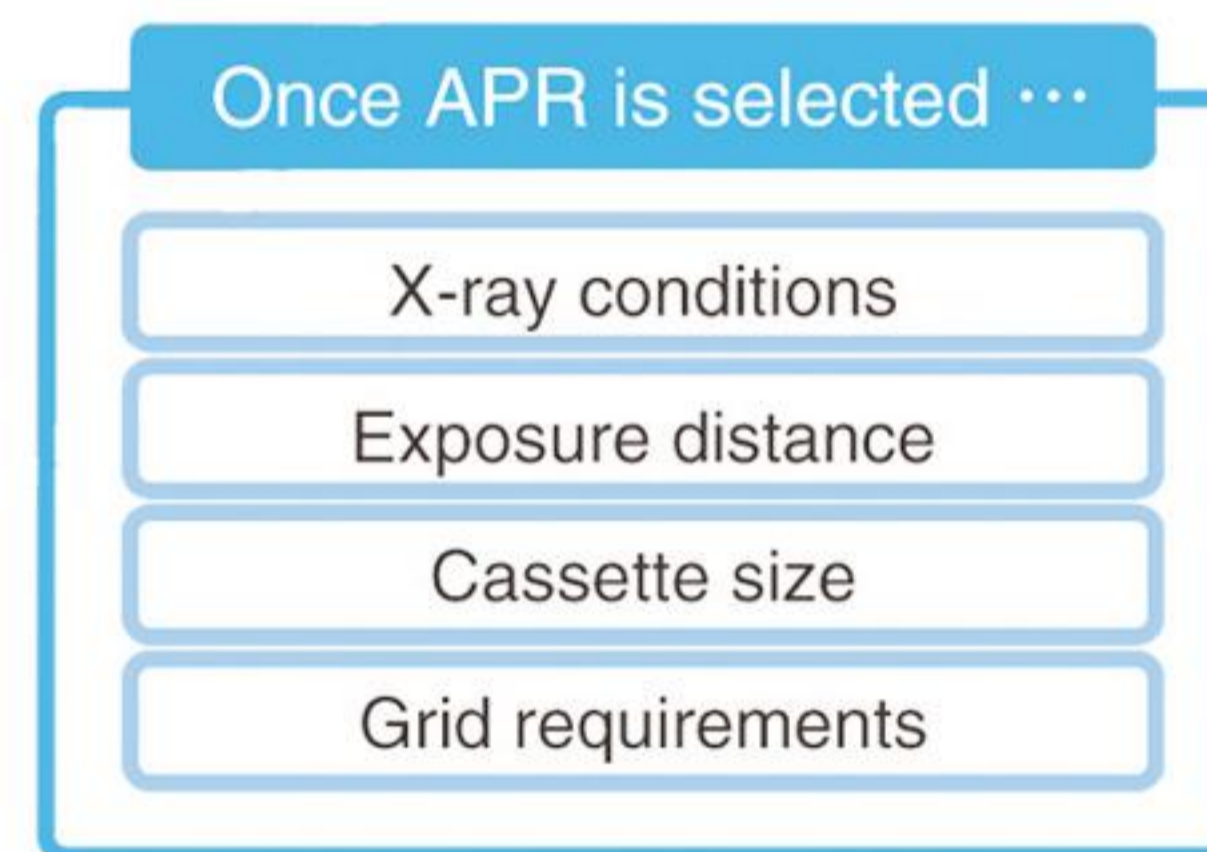 Once APR is selected ···
X-ray conditions
Exposure distance
Cassette size
Grid requirements